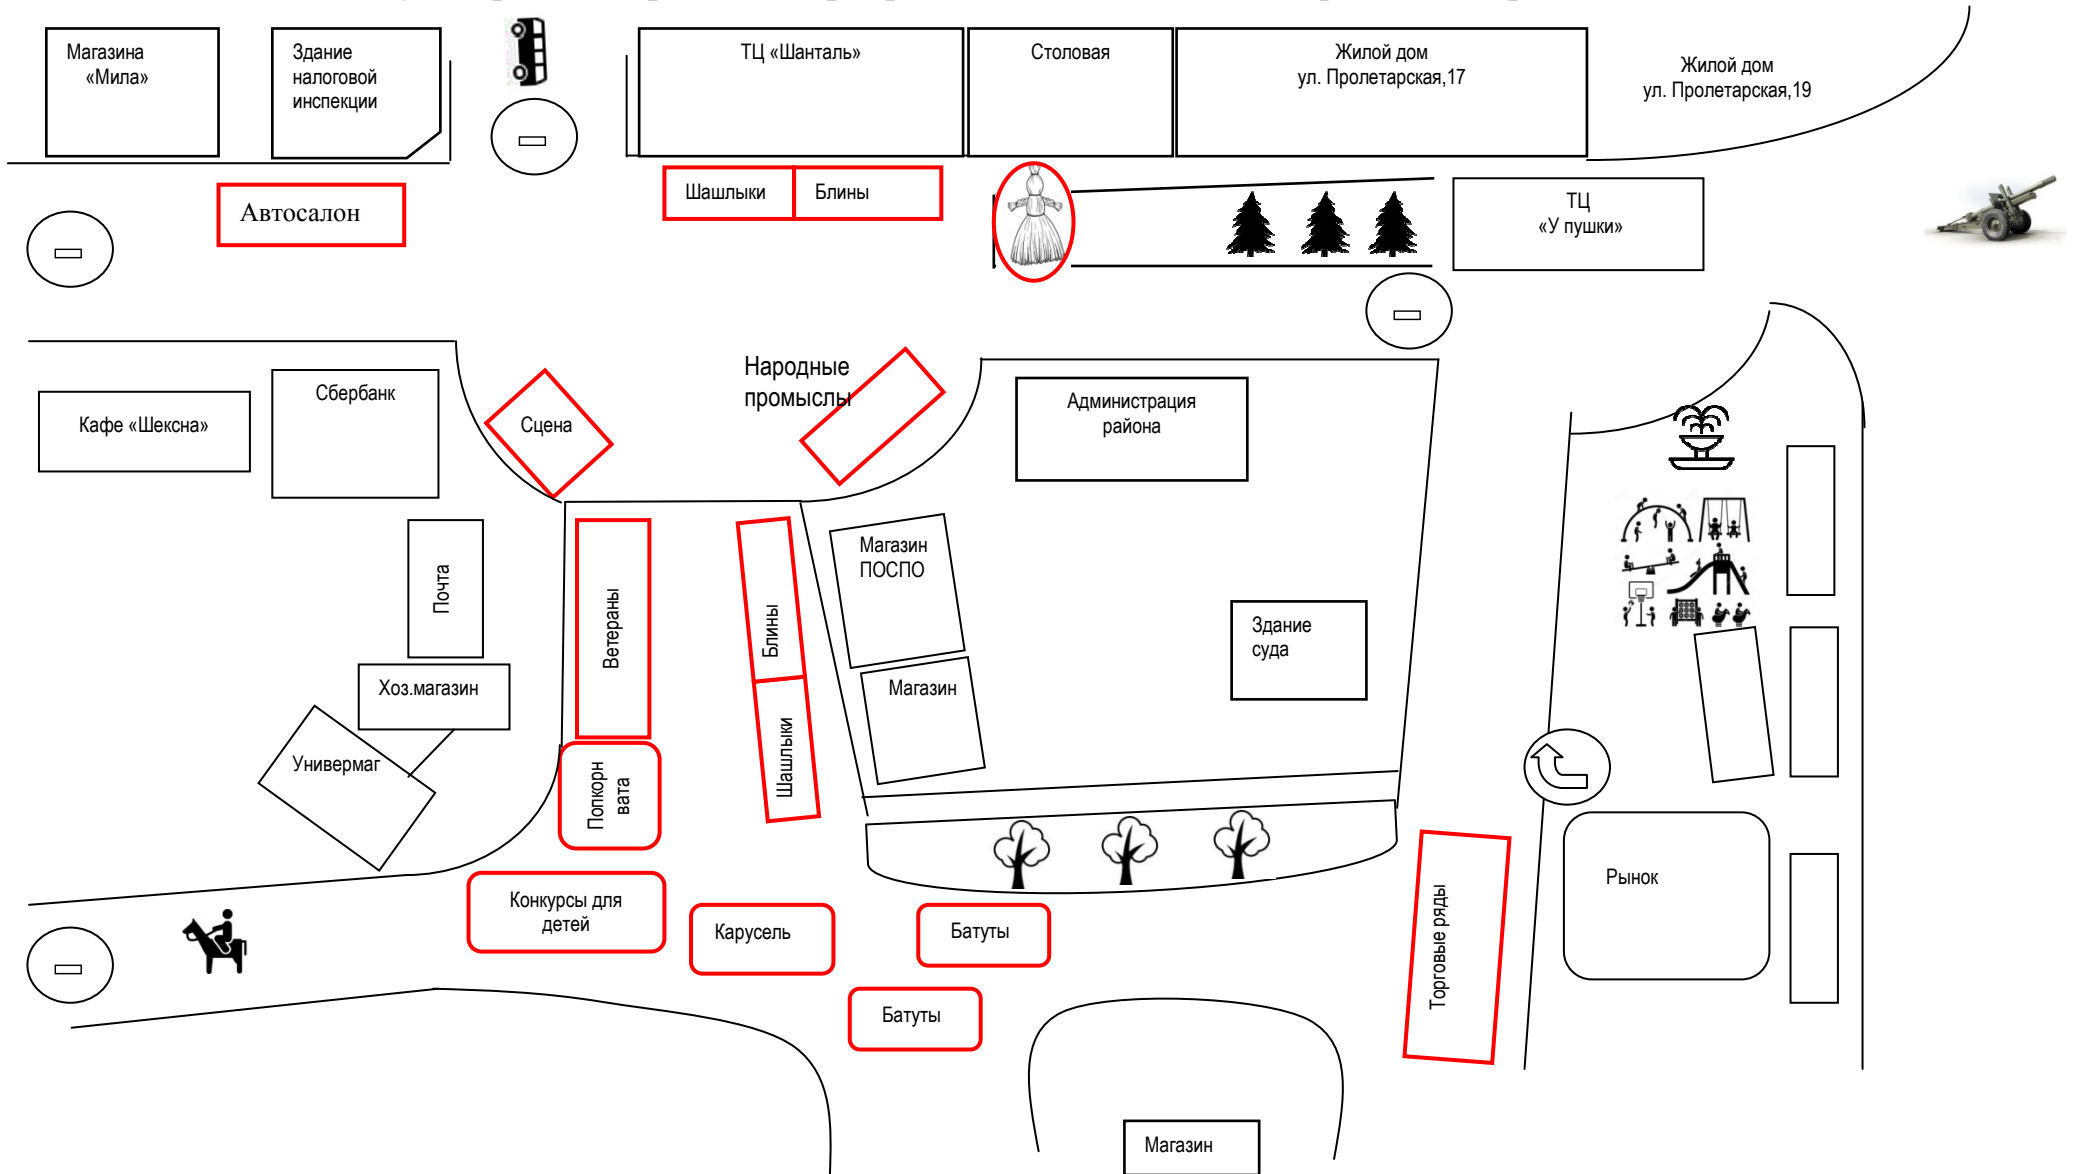 Магазина
«Мила»
Здание
налоговой
инспекции
ТЦ «Шанталь»
Столовая
Жилой дом
ул. Пролетарская,17
Жилой дом
ул. Пролетарская,19
Автосалон
Шашлыки
Блины
ТЦ
«У пушки»
Кафе «Шексна»
Сбербанк
Сцена
Народные
промыслы
Администрация
района
Почта
Ветераны
Блины
Магазин
ПОСПО
Здание
суда
Хоз.магазин
Магазин
Шашлыки
Универмаг
Попкорн
вата
Конкурсы для
детей
Карусель
Батуты
Батуты
Торговые ряды
Рынок
Магазин